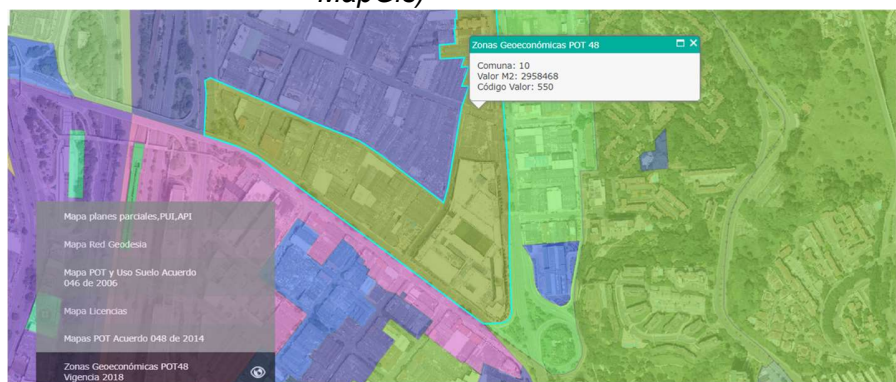 MapGis)
Zonas Geoeconómicas POT 48
Comuna: 10
Valor M2: 2958468
Código Valor: 550
Mapa planes parciales,PUI,API
Mapa Red Geodesia
Mapa POT y Uso Suelo Acuerdo
046 de 2006
Mapa Licencias
Mapas POT Acuerdo 048 de 2014
Zonas Geoeconómicas POT48
Vigencia 2018